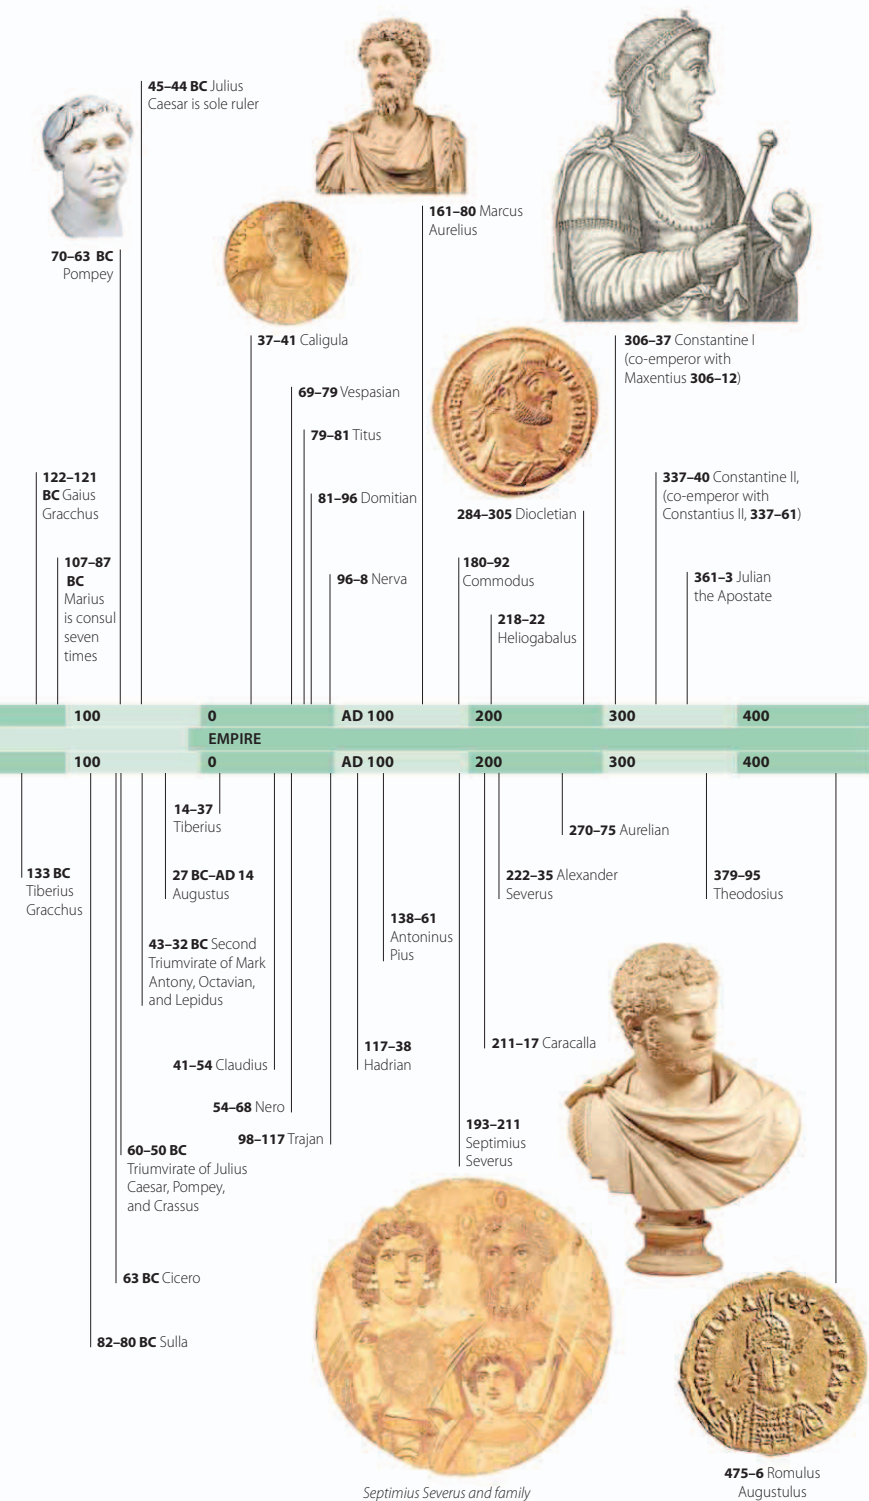 45–44 BC Julius
Caesar is sole ruler
70–63 BC
Pompey
161–80 Marcus
Aurelius
37–41 Caligula
306–37 Constantine I
(co-emperor with
Maxentius 306–12)
69–79 Vespasian
79–81 Titus
122–121
BC Gaius
Gracchus
81–96 Domitian
284–305 Diocletian
337–40 Constantine II,
(co-emperor with
Constantius II, 337–61)
107–87
BC
Marius
is consul
seven
times
96–8 Nerva
180–92
Commodus
218–22
Heliogabalus
361–3 Julian
the Apostate
100 0 AD 100 200 300 400
EMPIRE
100 0 AD 100 200 300 400
14–37
Tiberius
270–75 Aurelian
133 BC
Tiberius
Gracchus
27 BC–AD 14
Augustus
222–35 Alexander
Severus
379–95
Theodosius
138–61
Antoninus
Pius
43–32 BC Second
Triumvirate of Mark
Antony, Octavian,
and Lepidus
211–17 Caracalla
117–38
Hadrian
41–54 Claudius
54–68 Nero
98–117 Trajan
193–211
Septimius
Severus
60–50 BC
Triumvirate of Julius
Caesar, Pompey,
and Crassus
63 BC Cicero
82–80 BC Sulla
475–6 Romulus
Augustulus
Septimius Severus and family